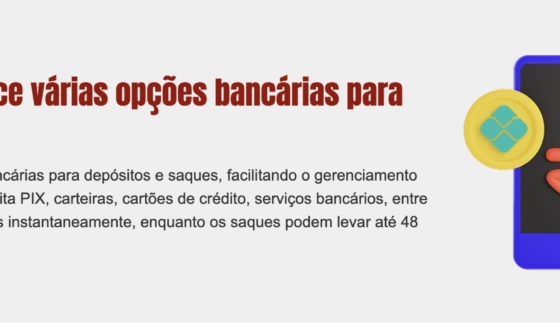 ce várias opções bancárias para
ncárias para depósitos e saques, facilitando o gerenciamento
ita PIX, carteiras, cartões de crédito, serviços bancários, entre
s instantaneamente, enquanto os saques podem levar até 48